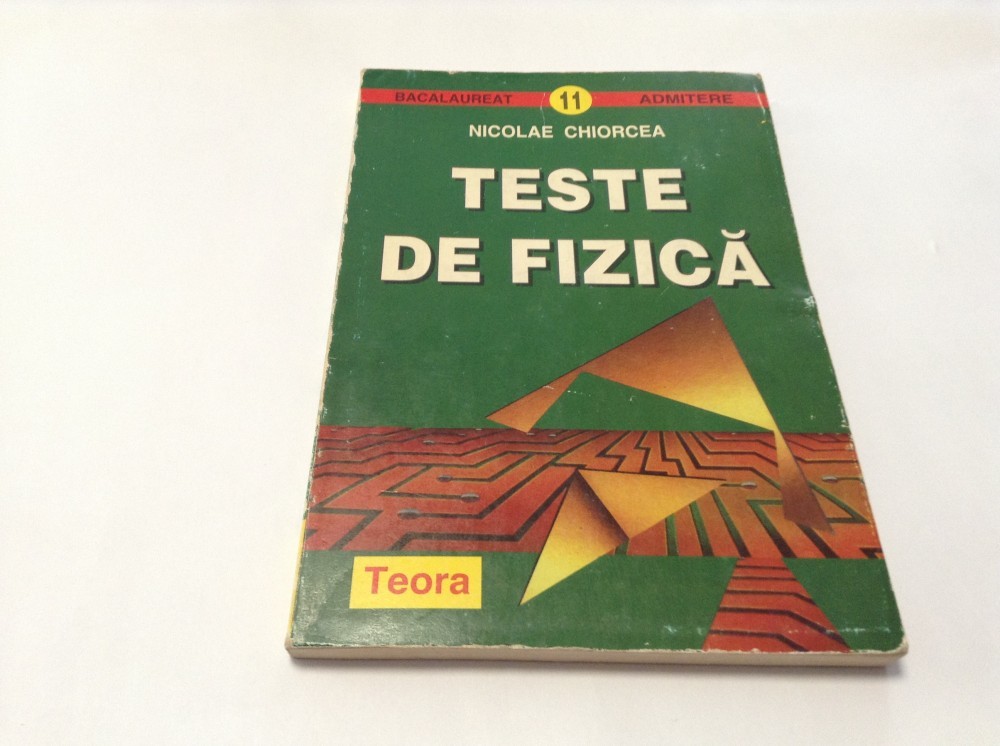 BACALAUREAT 11 ADMITERE
NICOLAE CHIORCEA
TESTE
DE FIZICĂ
Teora